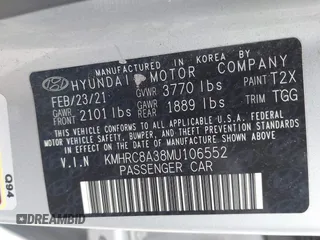 MANUFACTURED IN KOREA BY
HYUNDAI MOTOR COMPANY
FEB/23/21 GVWR 3770 lbs PAINT T2X
GAWR F 2101 lbs GAWR R 1889 lbs TRIM TGG
THIS VEHICLE CONFORMS TO ALL APPLICABLE U.S. FEDERAL
MOTOR VEHICLE SAFETY, BUMPER, AND THEFT PREVENTION
STANDARDS IN EFFECT ON THE DATE OF MANUFACTURE SHOWN ABOVE.
V.I.N KMHRC8A38MU106552
PASSENGER CAR
Q94
DREAMBID